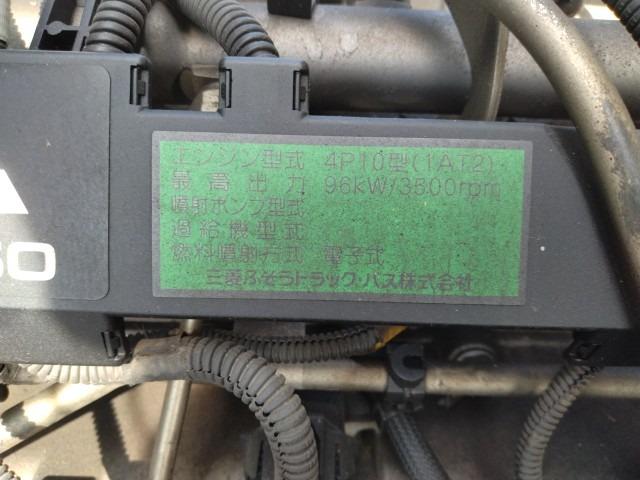 エンジン型式 4P10型(1AT2)
最高出力 96kW/3500rpm
噴射ポンプ型式
過給機型式
燃料噴射方式 電子式
三菱ふそうトラック・バス株式会社